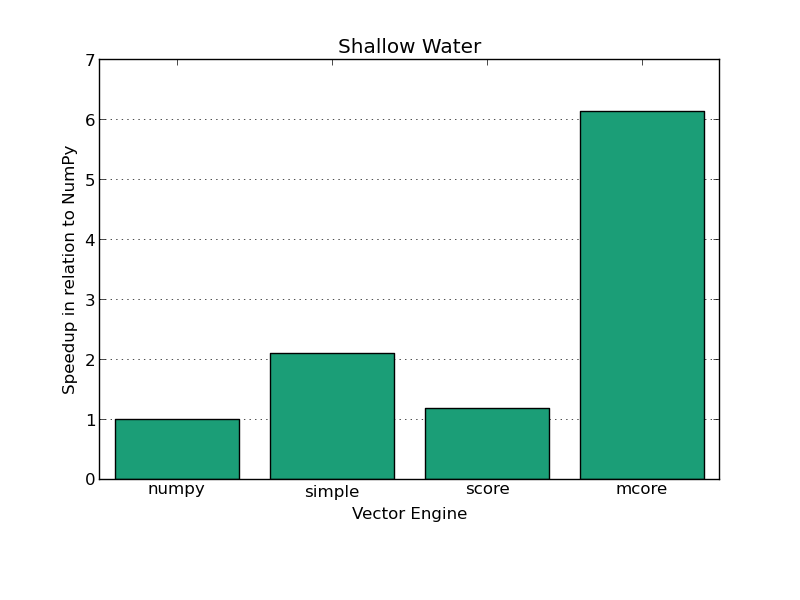 Shallow Water
7
6
5
4
3
2
1
0
Speedup in relation to NumPy
numpy simple score mcore
Vector Engine